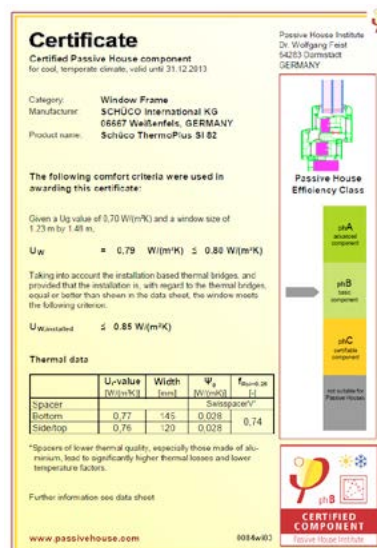 Certificate
Certified Passive House component
for cool, temperate climate, valid until 31.12.2013
Passive House Institute
Dr. Wolfgang Feist
64283 Darmstadt
GERMANY
Category: Window Frame
Manufacturer: SCHÜCO International KG
06667 Weißenfels, GERMANY
Product name: Schüco ThermoPlus SI 82
Passive House
Efficiency Class
The following comfort criteria were used in
awarding this certificate:
Given a Ug value of 0,70 W/(m²K) and a window size of
1.23 m by 1.48 m,
UW = 0,79 W/(m²K) ≤ 0.80 W/(m²K)
Taking into account the installation based thermal bridges, and
provided that the installation is, with regard to the thermal bridges,
equal or better than shown in the data sheet, the window meets
the following criterion.
UW,installed ≤ 0.85 W/(m²K)
phA
advanced
component
phB
basic
component
phC
certifiable
component
not suitable for
Passive Houses
Thermal data
Uf-value Width Ψg fRsi=0.25
[W/(m²K)] [mm] [W/(mK)] [-]
Spacer SwisspacerV*
Bottom 0,77 145 0,028 0,74
Side/top 0,76 120 0,028
*Spacers of lower thermal quality, especially those made of alu-
minium, lead to significantly higher thermal losses and lower
temperature factors.
Further information see data sheet
www.passivehouse.com 0084wi03
phB
CERTIFIED
COMPONENT
Passive House Institute